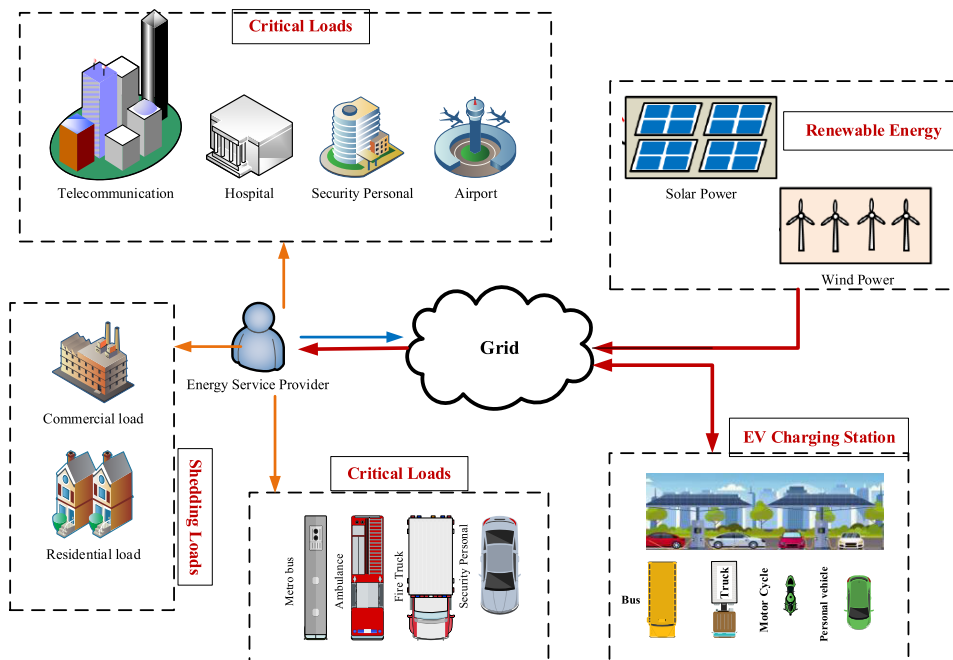 Critical Loads
Telecommunication
Hospital
Security Personal
Airport
Renewable Energy
Solar Power
Wind Power
Grid
Energy Service Provider
Commercial load
Residential load
Shedding Loads
Critical Loads
Metro bus
Ambulance
Fire Truck
Security Personal
EV Charging Station
Bus
Truck
Motor Cycle
Personal vehicle